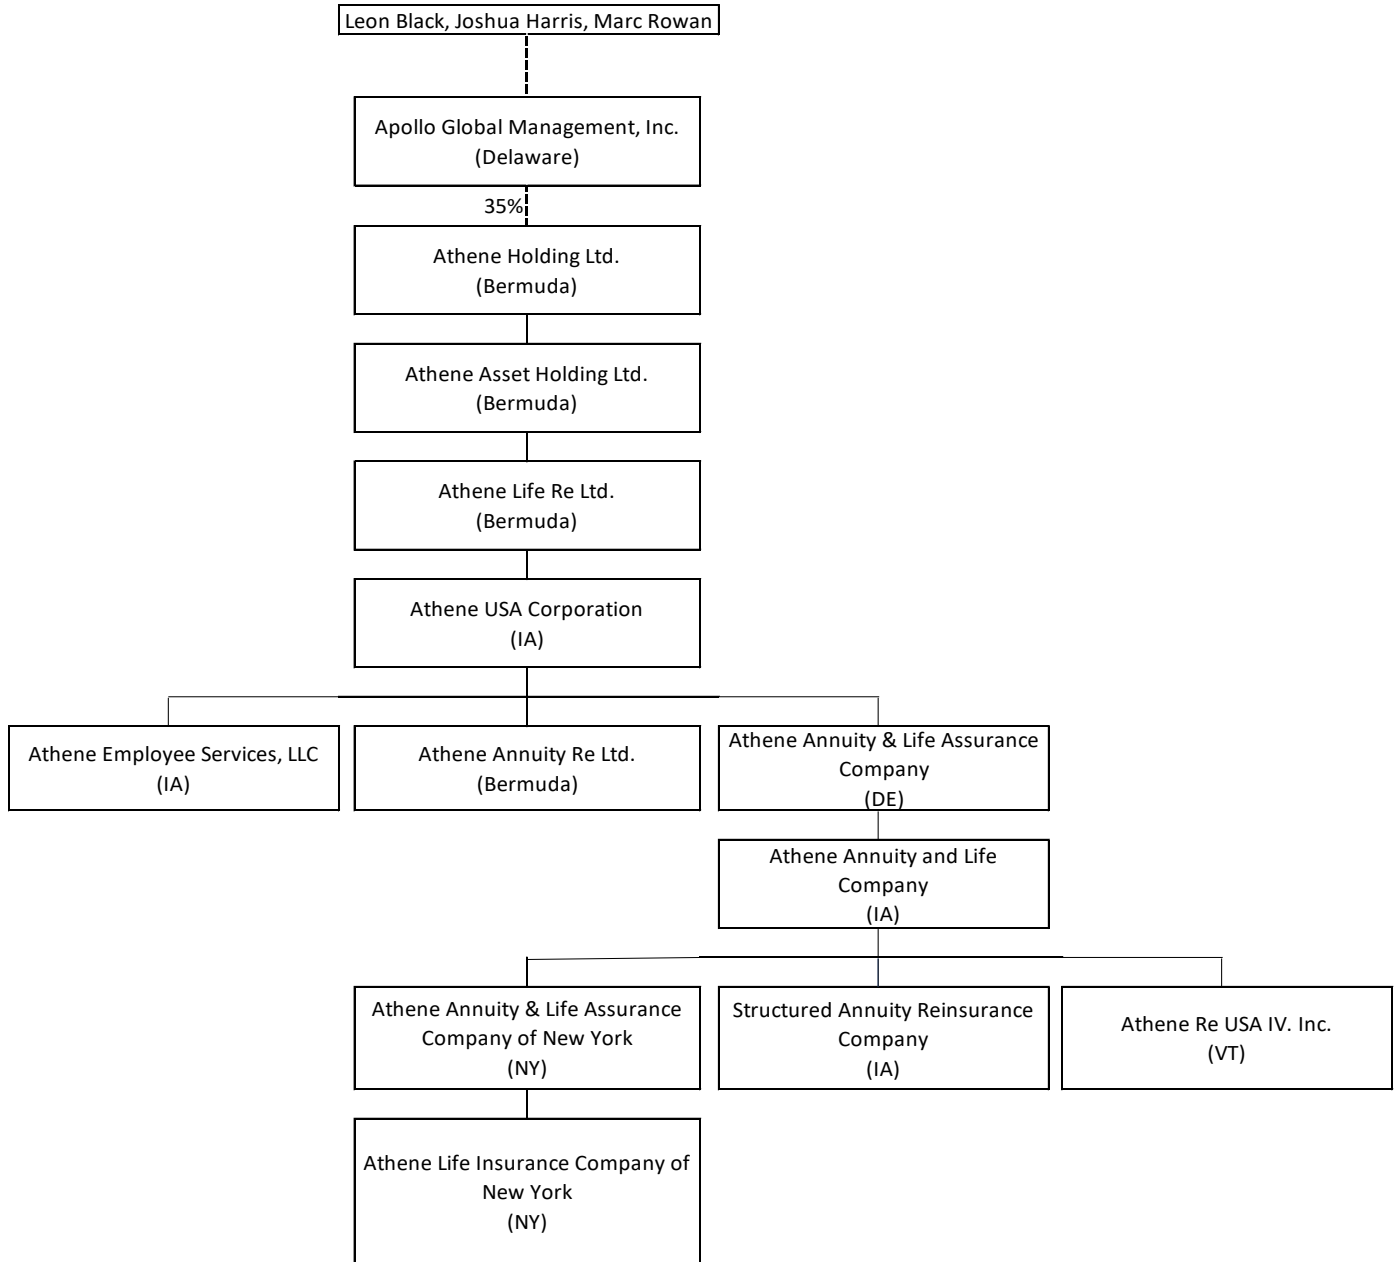 Leon Black, Joshua Harris, Marc Rowan
Apollo Global Management, Inc.
(Delaware)
35%
Athene Holding Ltd.
(Bermuda)
Athene Asset Holding Ltd.
(Bermuda)
Athene Life Re Ltd.
(Bermuda)
Athene USA Corporation
(IA)
Athene Employee Services, LLC
(IA)
Athene Annuity Re Ltd.
(Bermuda)
Athene Annuity & Life Assurance
Company
(DE)
Athene Annuity and Life
Company
(IA)
Athene Annuity & Life Assurance
Company of New York
(NY)
Structured Annuity Reinsurance
Company
(IA)
Athene Re USA IV. Inc.
(VT)
Athene Life Insurance Company of
New York
(NY)